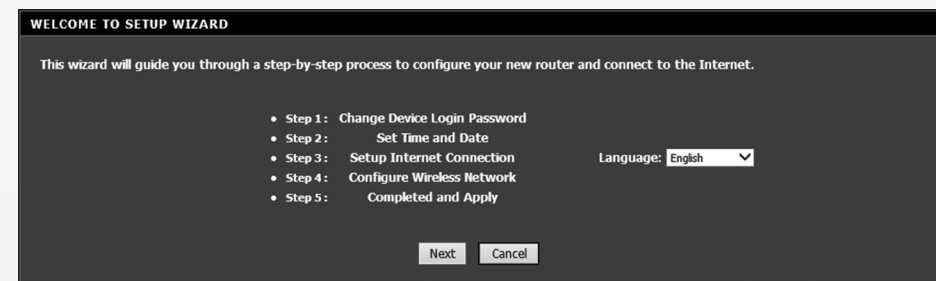 WELCOME TO SETUP WIZARD
This wizard will guide you through a step-by-step process to configure your new router and connect to the Internet.
• Step 1: Change Device Login Password
• Step 2: Set Time and Date
• Step 3: Setup Internet Connection
• Step 4: Configure Wireless Network
• Step 5: Completed and Apply
Language: English
Next Cancel